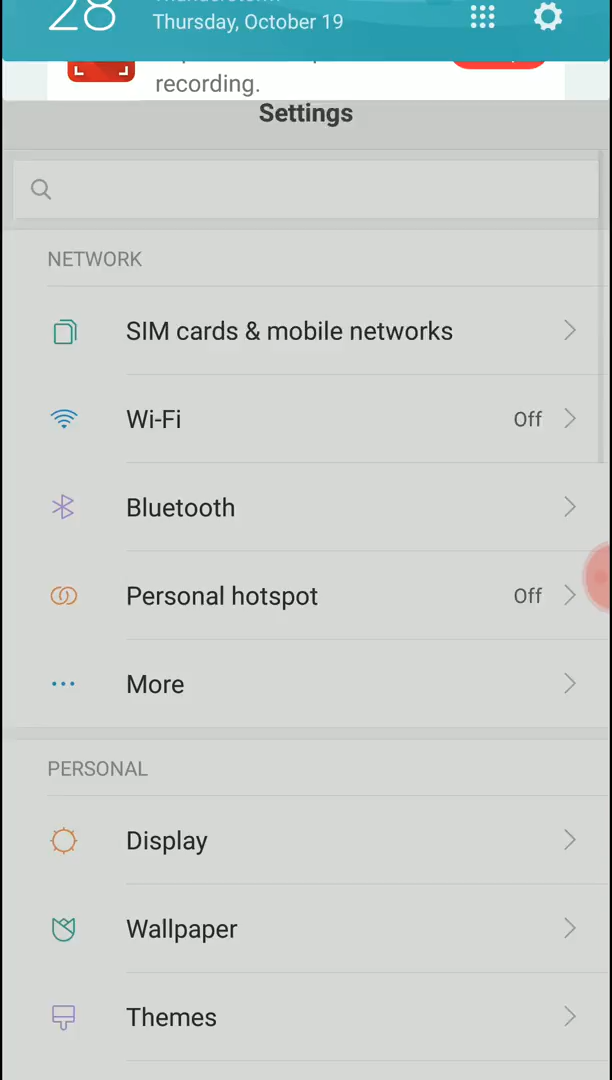 28
Thunderstorm
Thursday, October 19
recording.
Settings
NETWORK
SIM cards & mobile networks
Wi-Fi
Off
Bluetooth
Personal hotspot
Off
More
PERSONAL
Display
Wallpaper
Themes